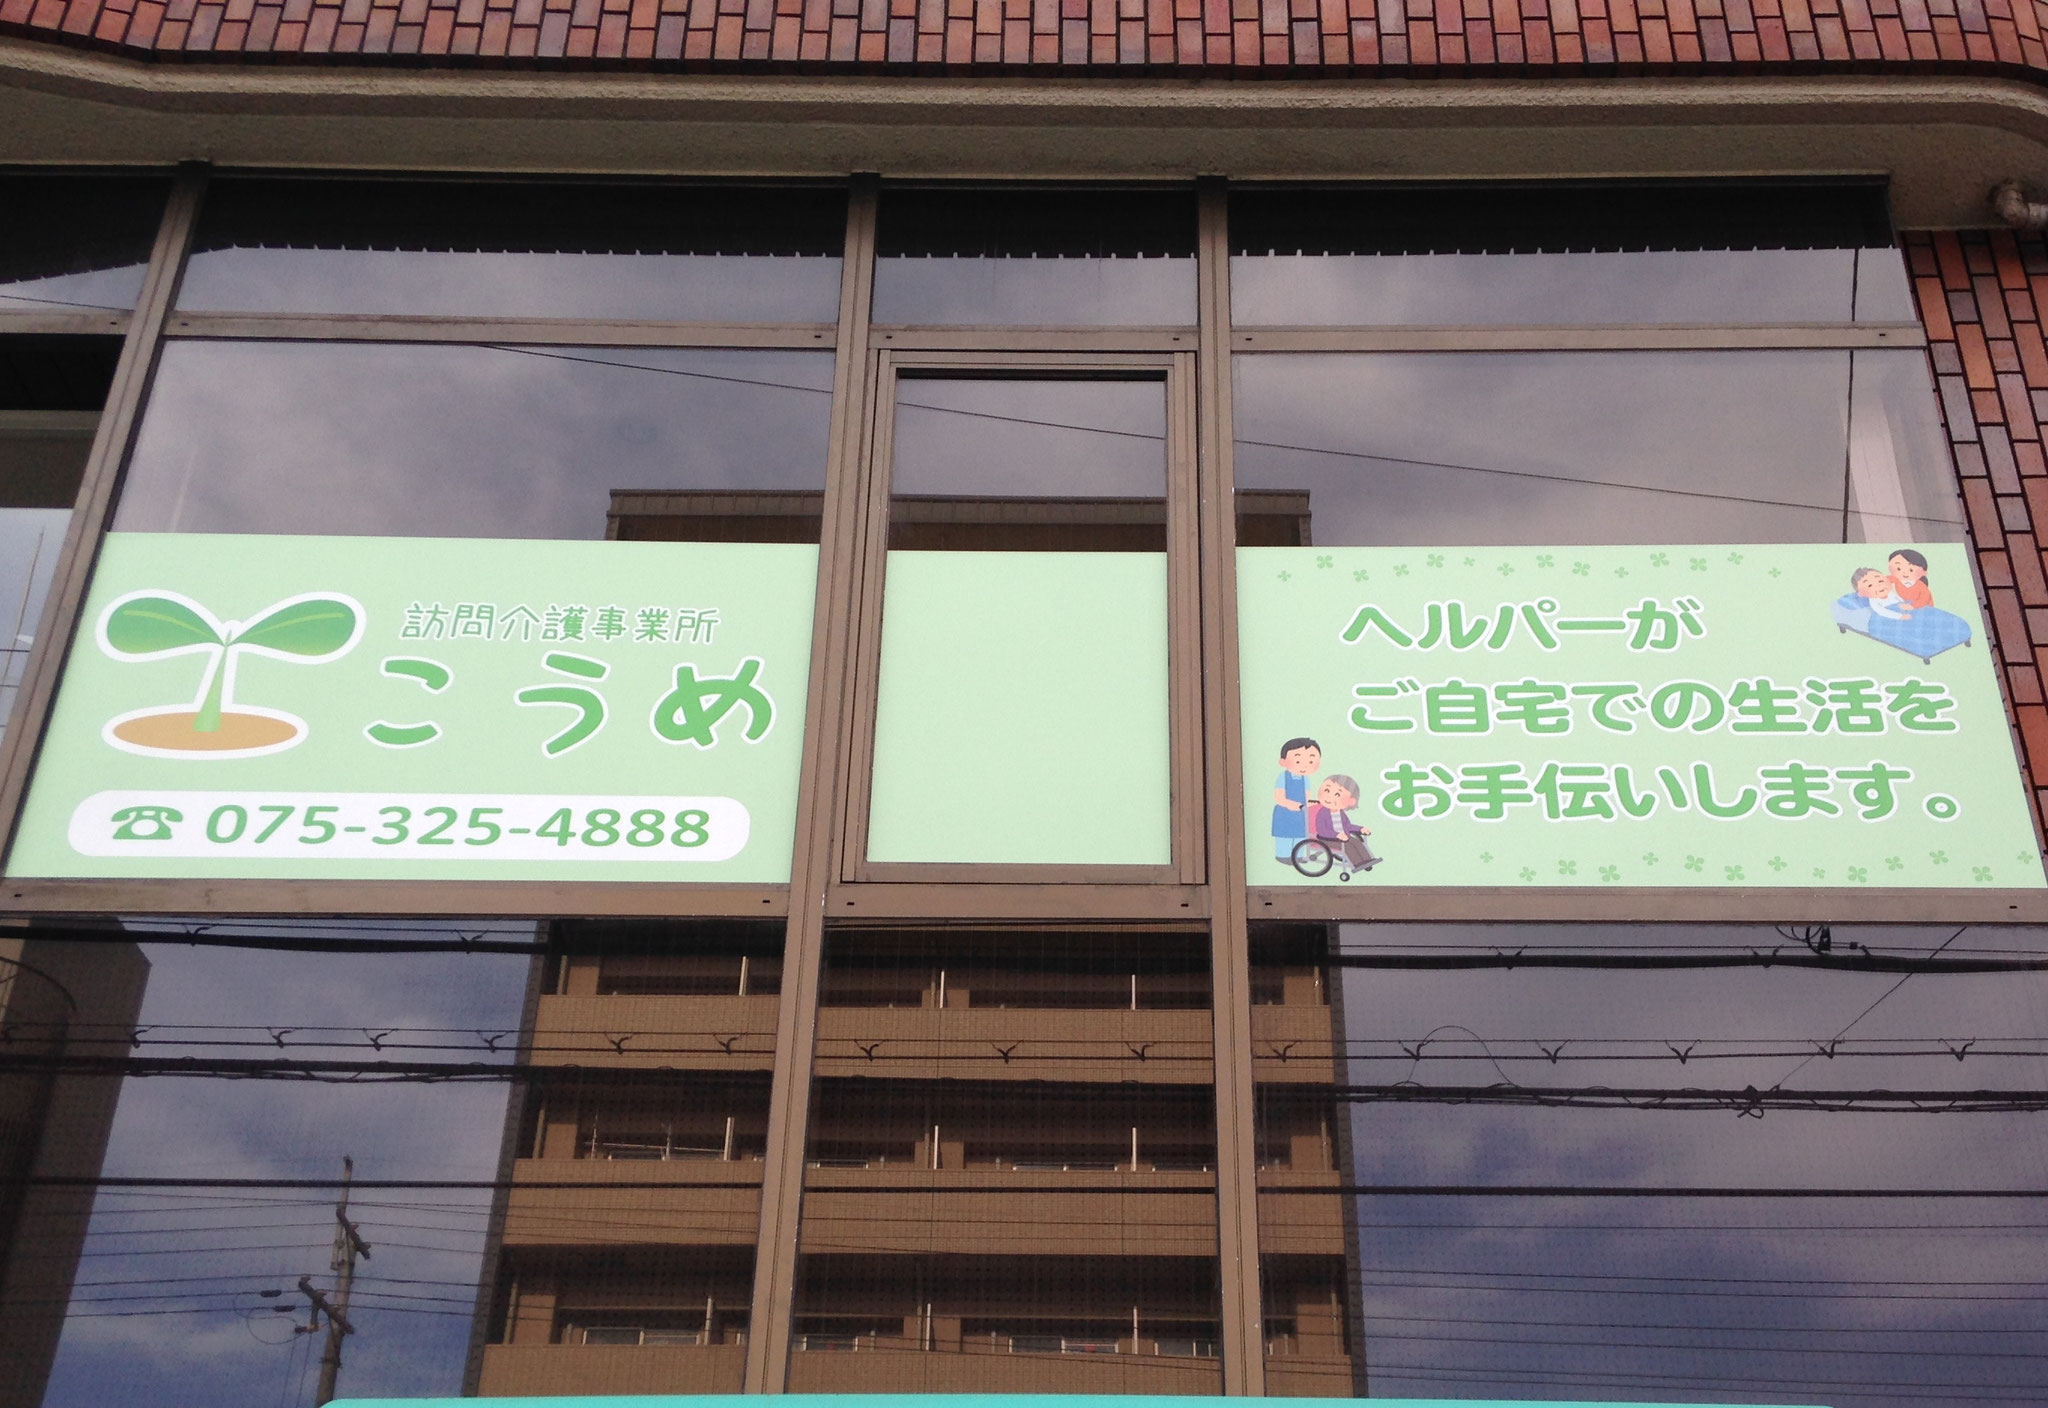 訪問介護事業所
こうめ
☎ 075-325-4888
ヘルパーが
ご自宅での生活を
お手伝いします。